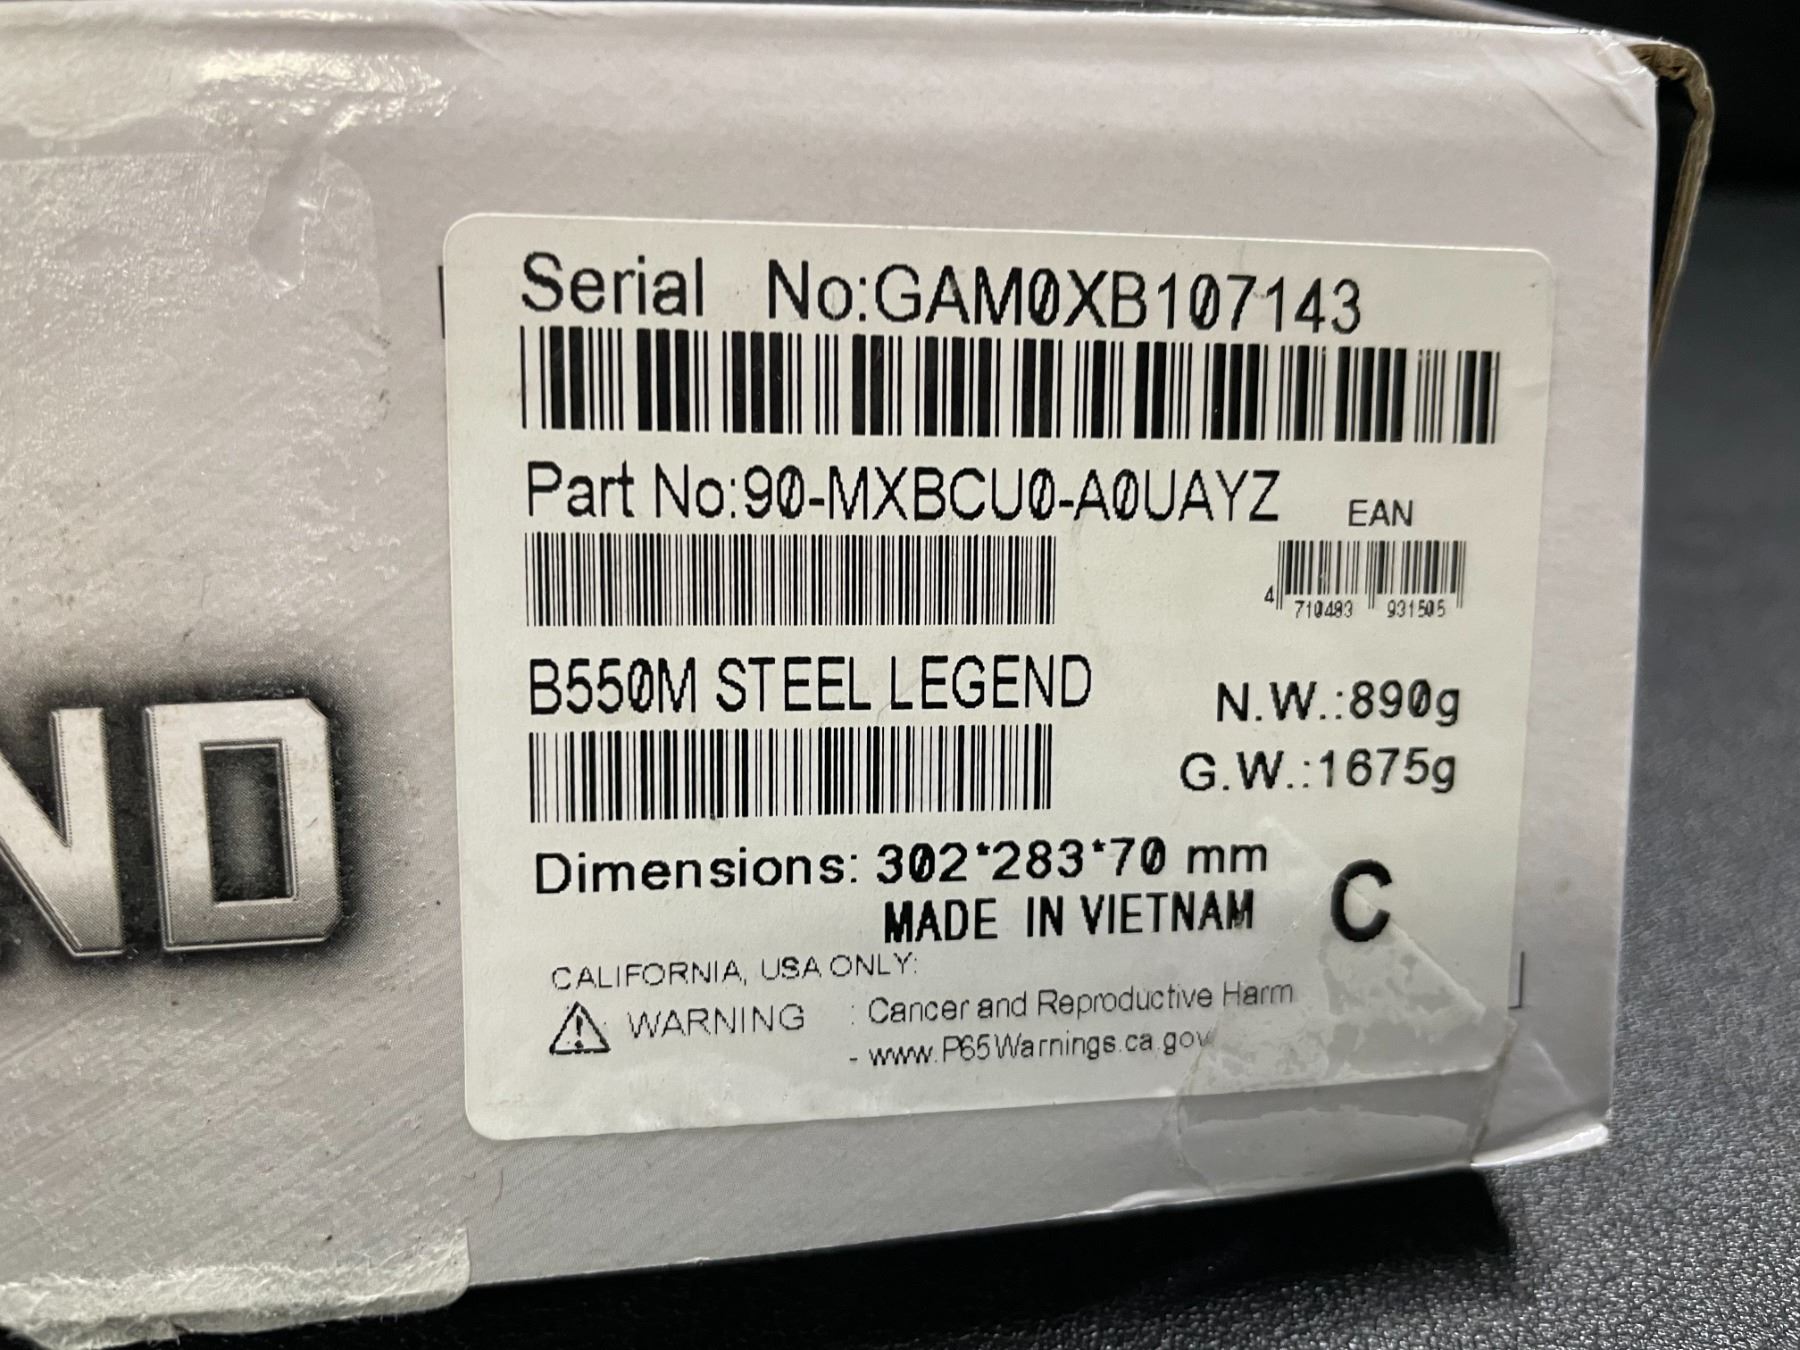 Serial No:GAM0XB107143
Part No:90-MXBCU0-A0UAYZ
EAN
4 710483 931505
B550M STEEL LEGEND
N.W.:890g
G.W.:1675g
Dimensions: 302*283*70 mm
MADE IN VIETNAM
C
CALIFORNIA, USA ONLY:
WARNING : Cancer and Reproductive Harm
- www.P65Warnings.ca.gov
ND